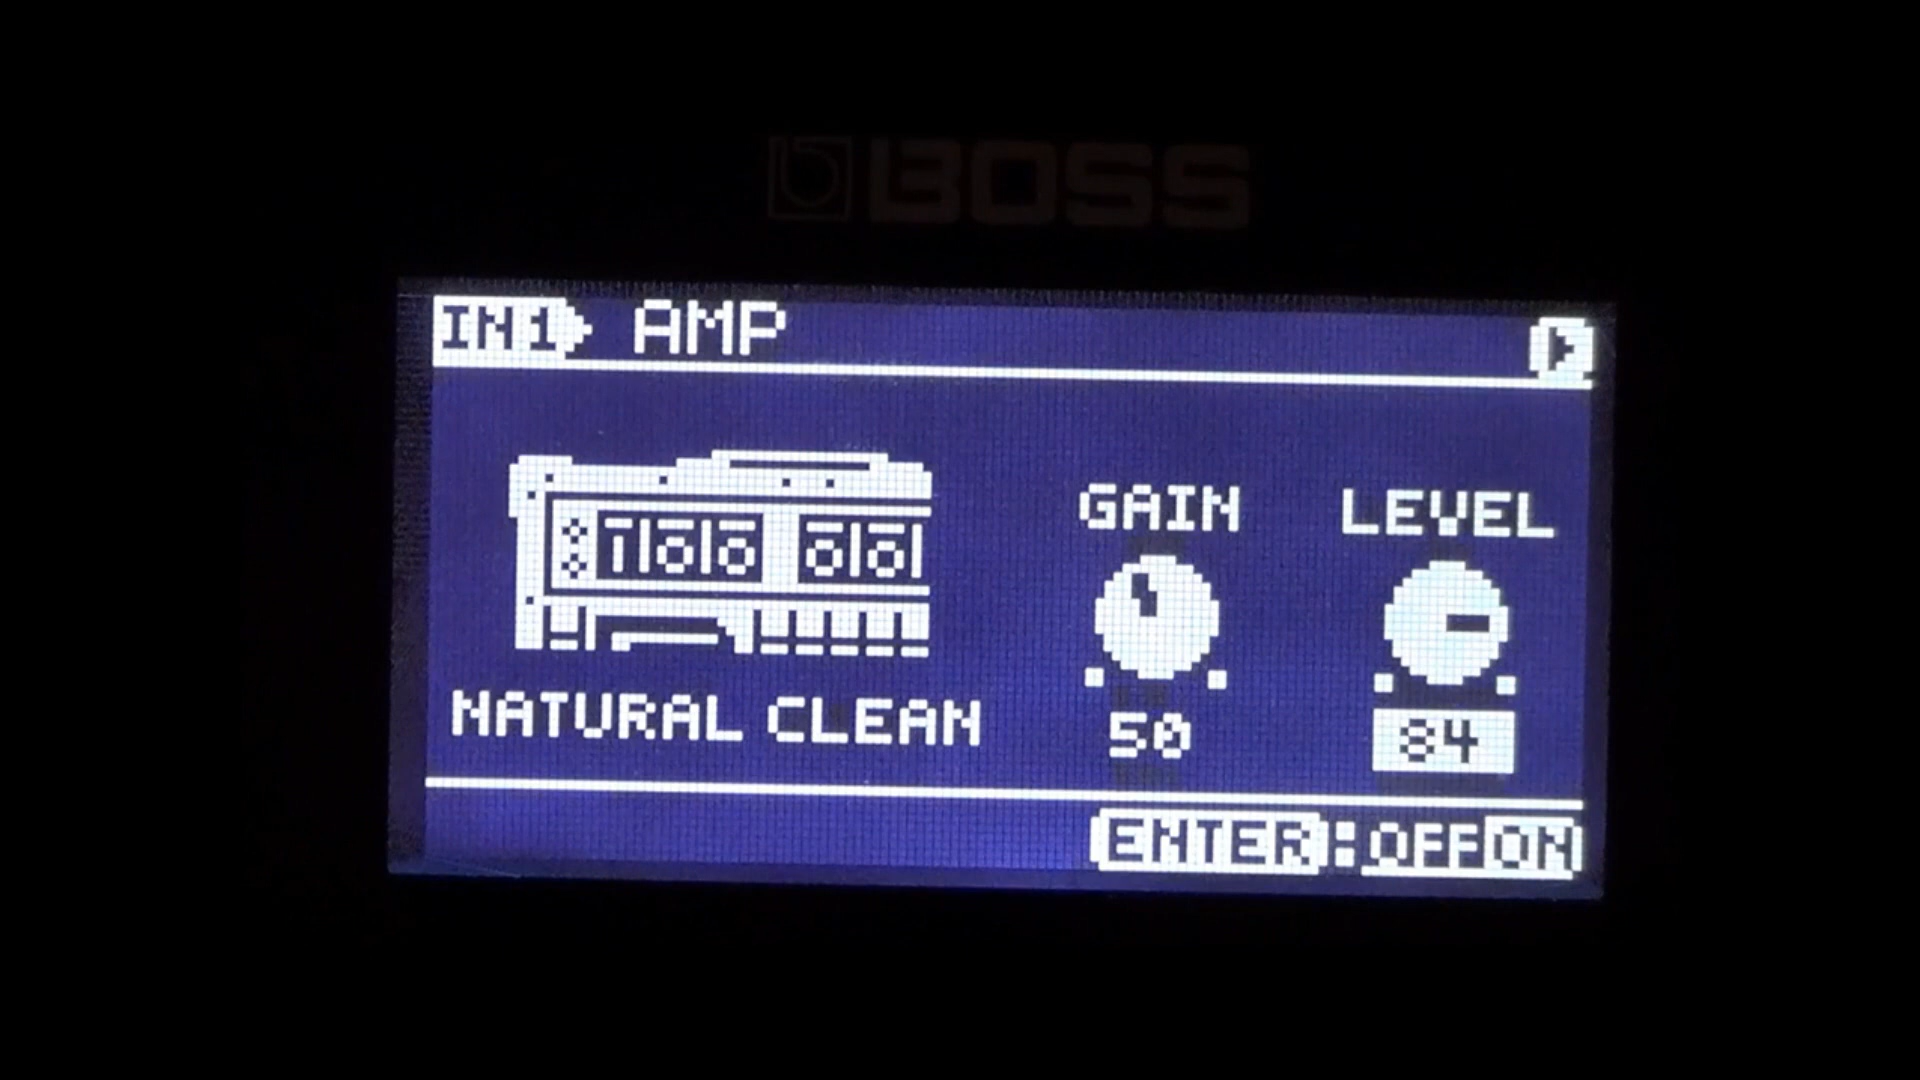 BOSS
IN1 AMP
GAIN LEVEL
NATURAL CLEAN 50 84
ENTER:OFF ON